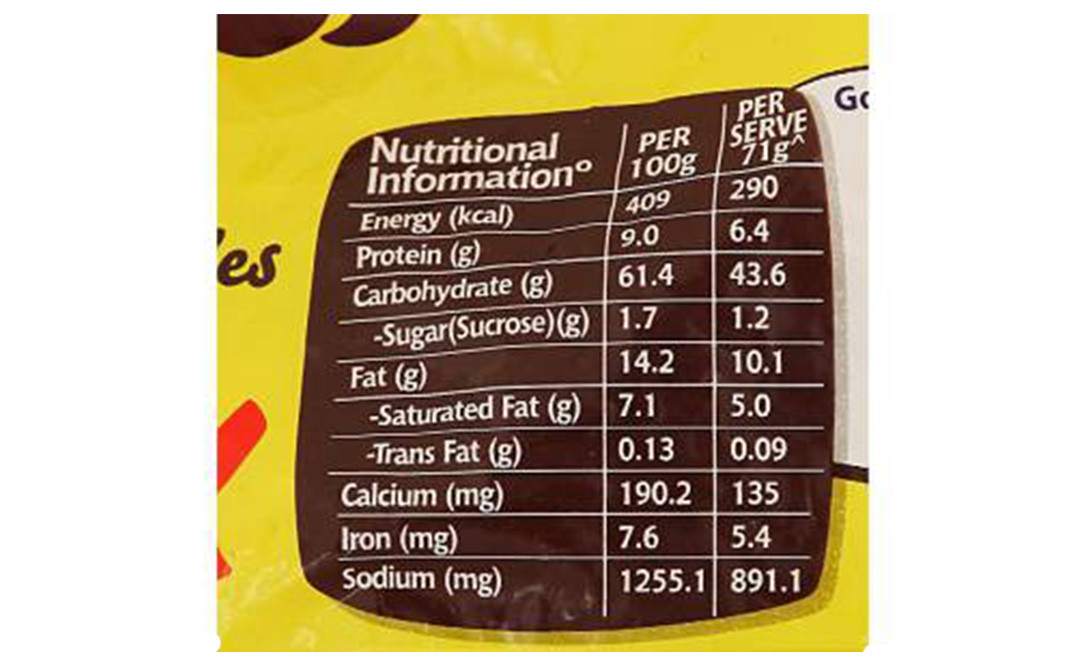 Go
es
Nutritional Information° PER 100g PER SERVE 71g^
Energy (kcal) 409 290
Protein (g) 9.0 6.4
Carbohydrate (g) 61.4 43.6
-Sugar(Sucrose)(g) 1.7 1.2
Fat (g) 14.2 10.1
-Saturated Fat (g) 7.1 5.0
-Trans Fat (g) 0.13 0.09
Calcium (mg) 190.2 135
Iron (mg) 7.6 5.4
Sodium (mg) 1255.1 891.1